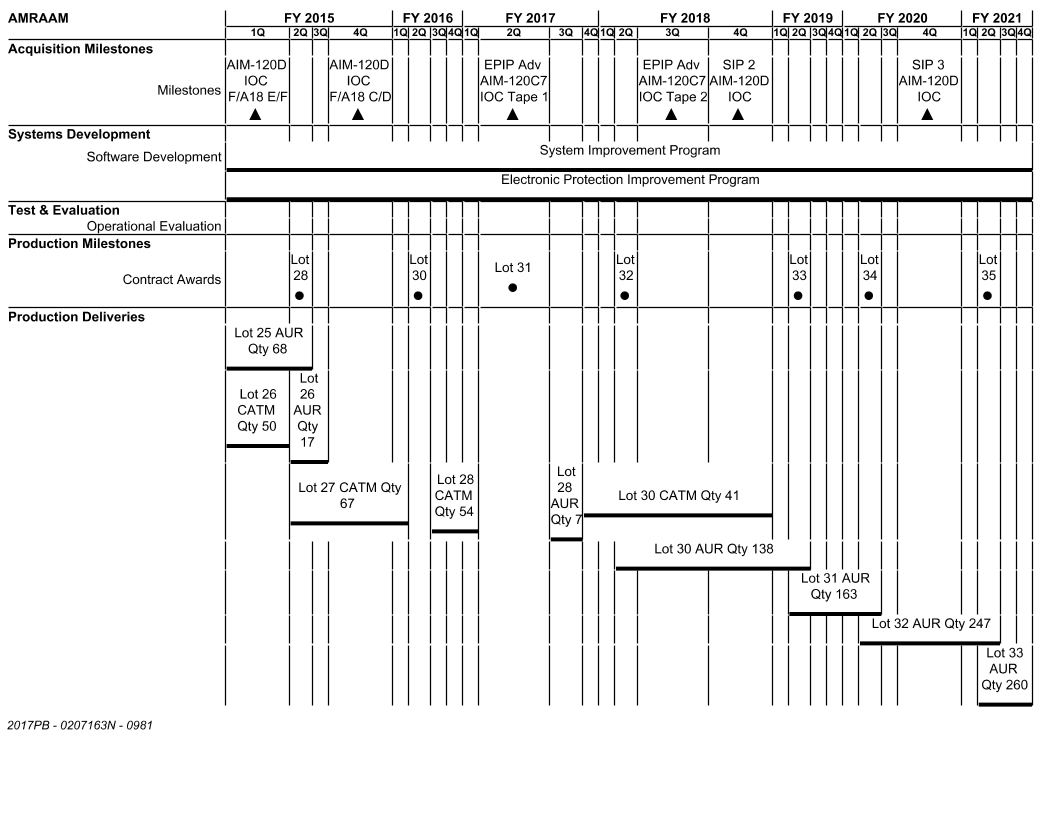 AMRAAM FY 2015 FY 2016 FY 2017 FY 2018 FY 2019 FY 2020 FY 2021
1Q 2Q 3Q 4Q 1Q 2Q 3Q 4Q 1Q 2Q 3Q 4Q 1Q 2Q 3Q 4Q 1Q 2Q 3Q 4Q 1Q 2Q 3Q 4Q 1Q 2Q 3Q 4Q
Acquisition Milestones
Milestones
AIM-120D
IOC
F/A18 E/F
AIM-120D
IOC
F/A18 C/D
EPIP Adv
AIM-120C7
IOC Tape 1
EPIP Adv
AIM-120C7
IOC Tape 2
SIP 2
AIM-120D
IOC
SIP 3
AIM-120D
IOC
Systems Development
Software Development
System Improvement Program
Electronic Protection Improvement Program
Test & Evaluation
Operational Evaluation
Production Milestones
Contract Awards
Lot
28
Lot
30
Lot 31
Lot
32
Lot
33
Lot
34
Lot
35
Production Deliveries
Lot 25 AUR
Qty 68
Lot 26
CATM
Qty 50
Lot
26
AUR
Qty
17
Lot 27 CATM Qty
67
Lot 28
CATM
Qty 54
Lot
28
AUR
Qty 7
Lot 30 CATM Qty 41
Lot 30 AUR Qty 138
Lot 31 AUR
Qty 163
Lot 32 AUR Qty 247
Lot 33
AUR
Qty 260
2017PB - 0207163N - 0981